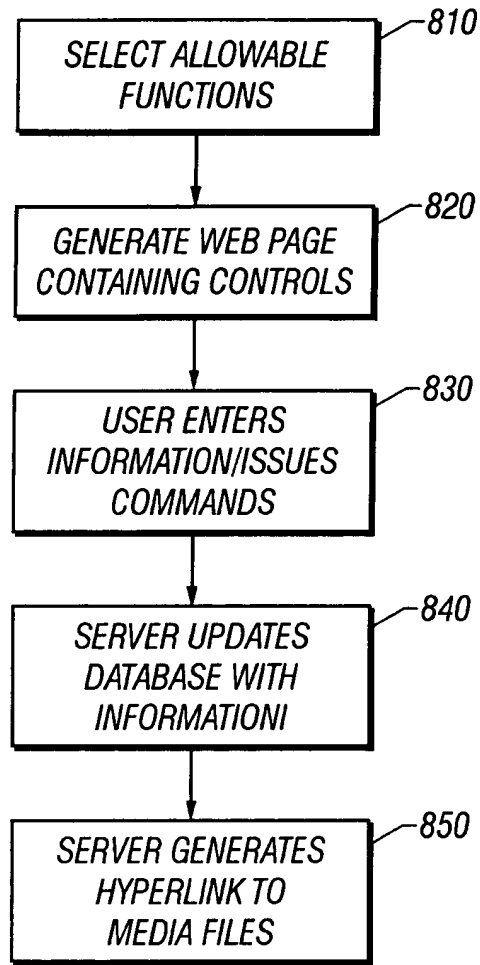 810
SELECT ALLOWABLE
FUNCTIONS
820
GENERATE WEB PAGE
CONTAINING CONTROLS
830
USER ENTERS
INFORMATION/ISSUES
COMMANDS
840
SERVER UPDATES
DATABASE WITH
INFORMATIONI
850
SERVER GENERATES
HYPERLINK TO
MEDIA FILES